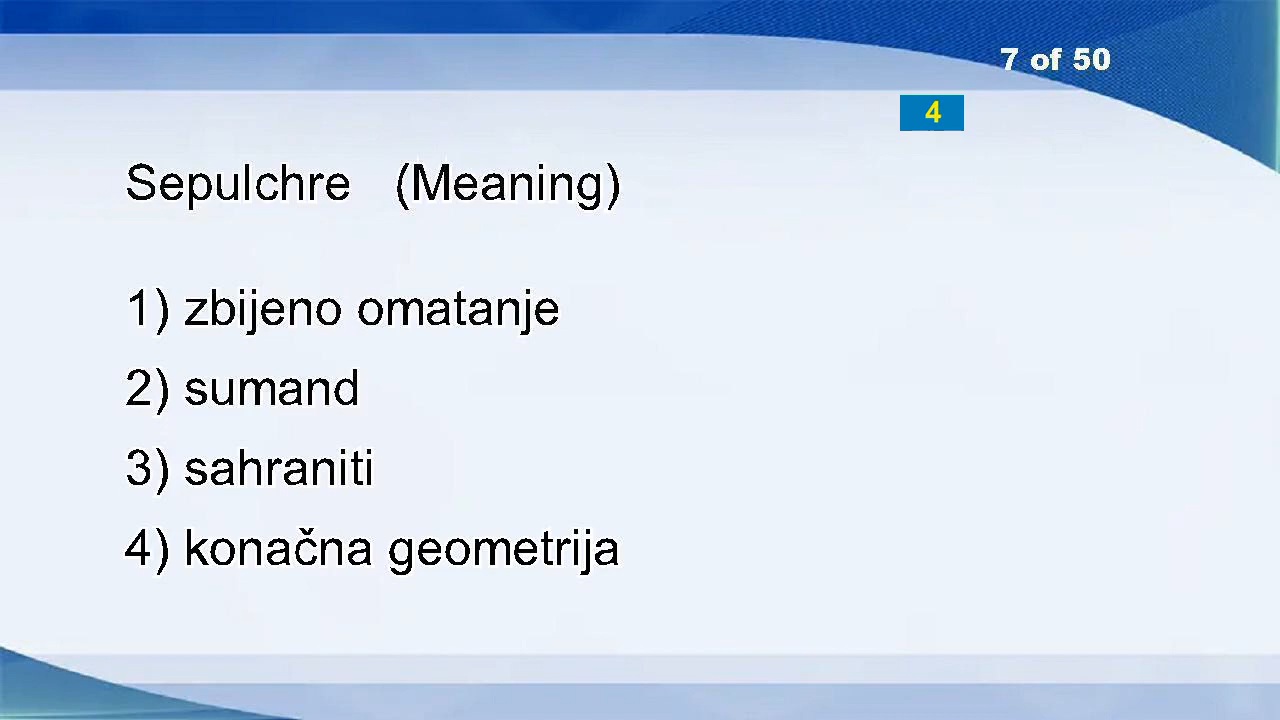 7 of 50
4
Sepulchre (Meaning)
1) zbijeno omatanje
2) sumand
3) sahraniti
4) konačna geometrija